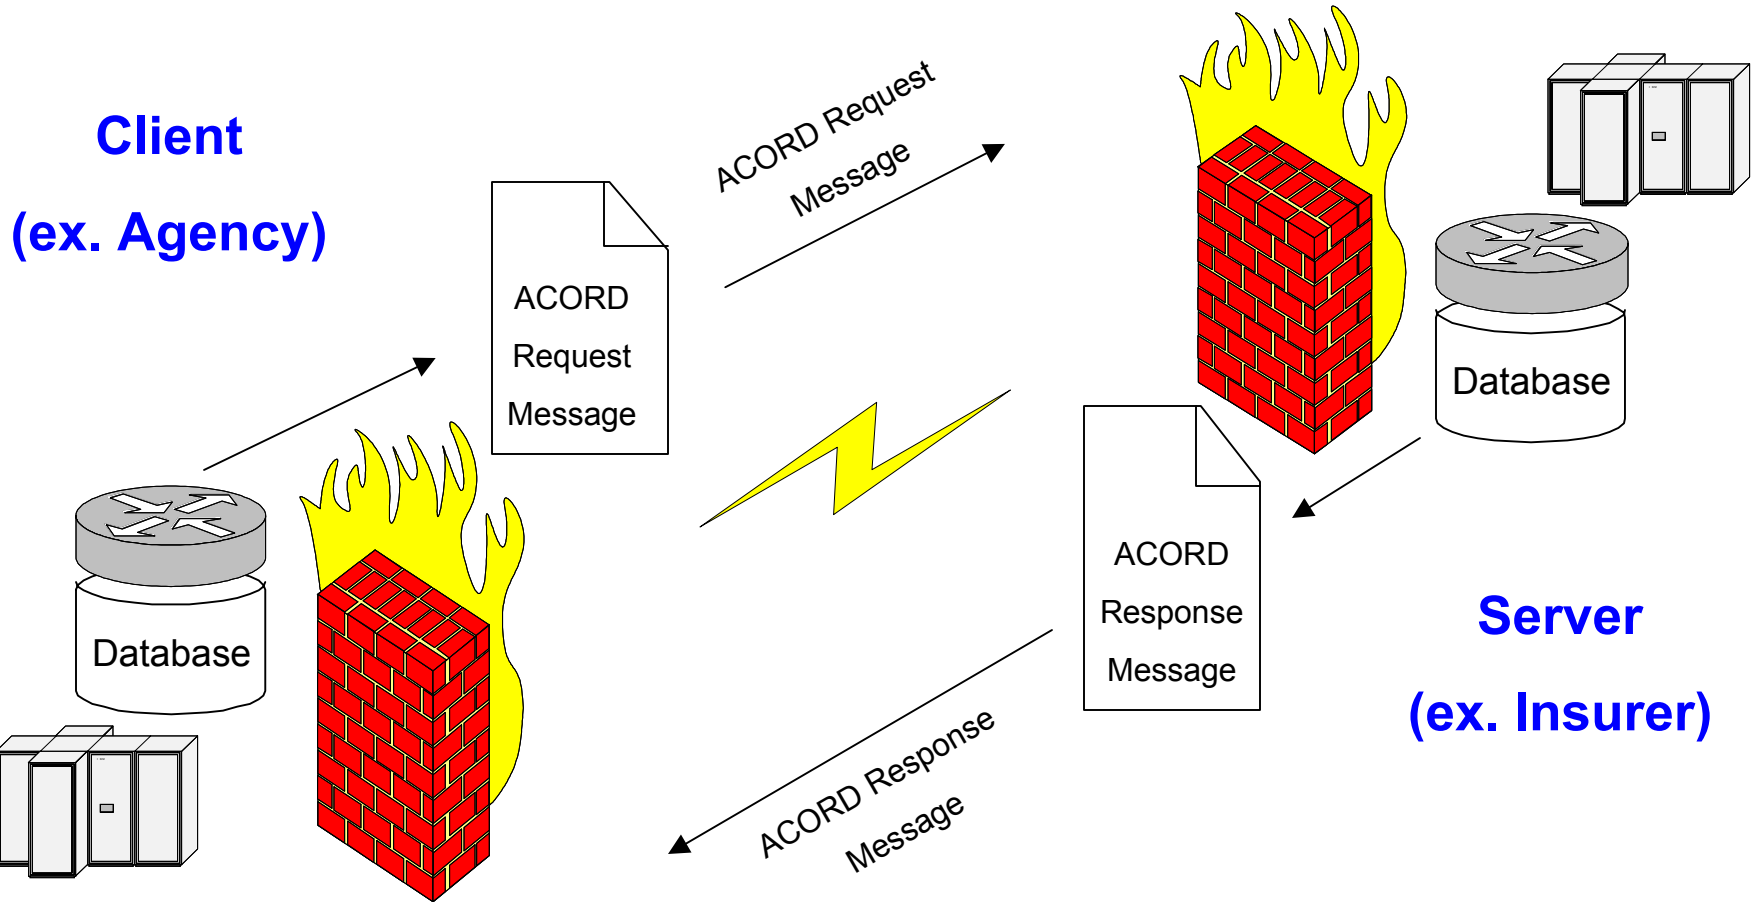 Client
(ex. Agency)
ACORD Request
Message
ACORD
Request
Message
Database
Database
ACORD
Response
Message
ACORD Response
Message
Server
(ex. Insurer)